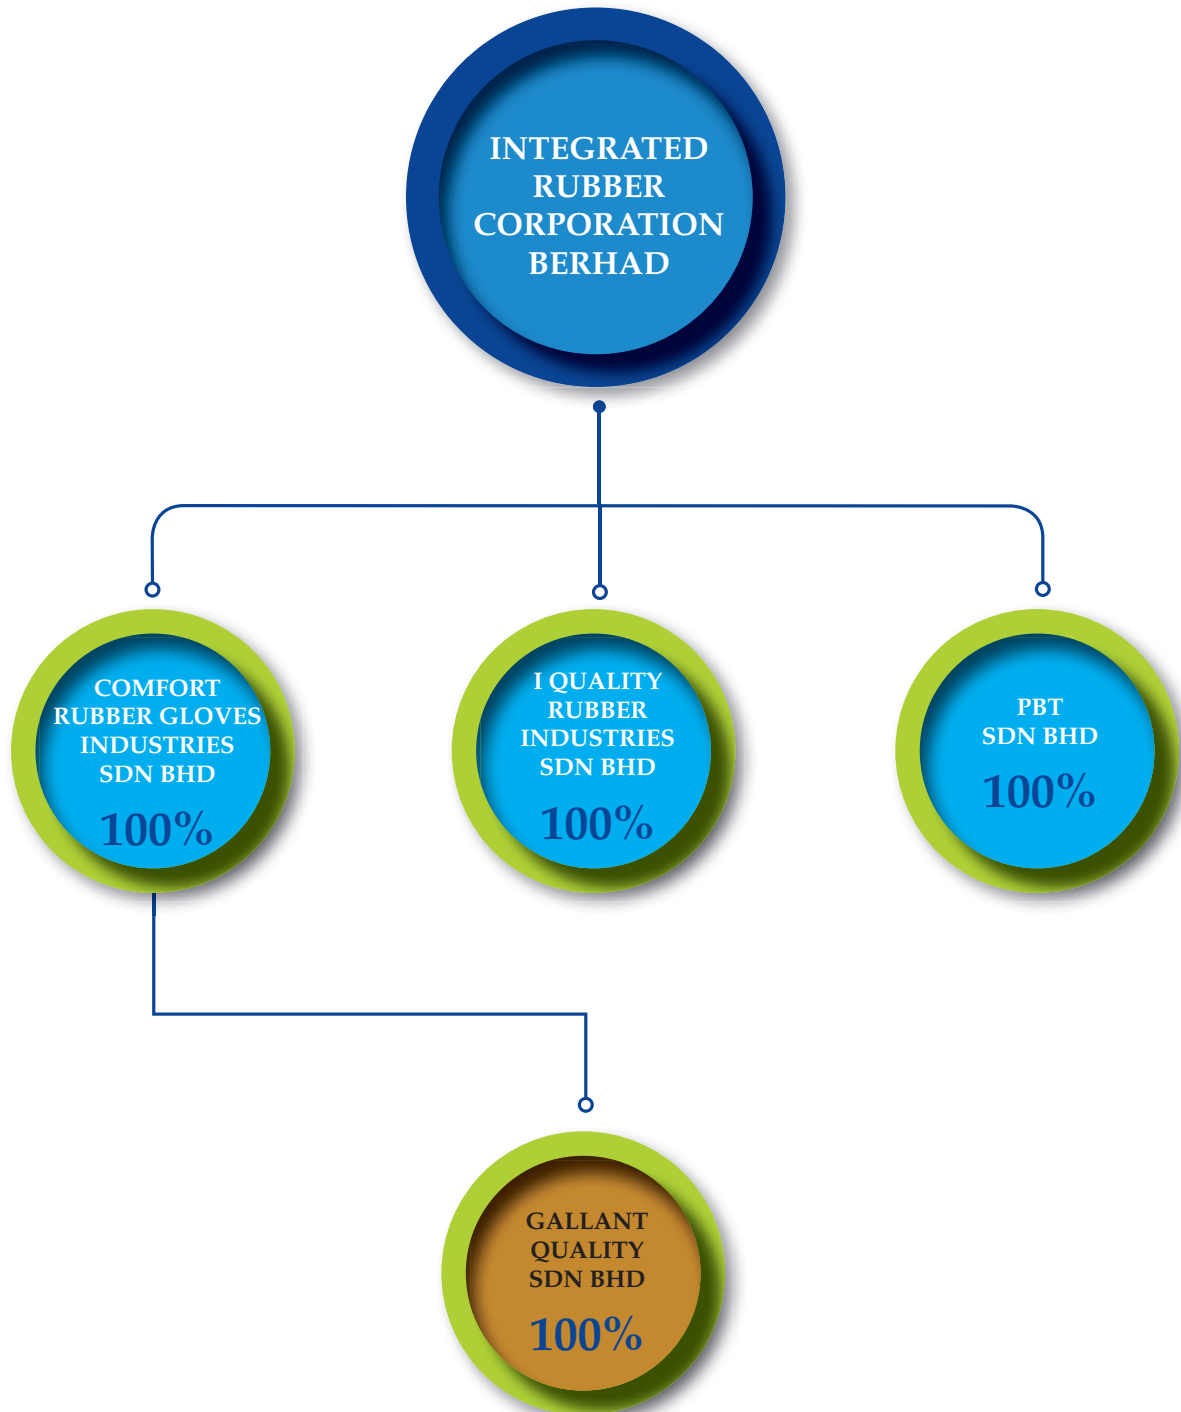 INTEGRATED
RUBBER
CORPORATION
BERHAD
COMFORT
RUBBER GLOVES
INDUSTRIES
SDN BHD
100%
I QUALITY
RUBBER
INDUSTRIES
SDN BHD
100%
PBT
SDN BHD
100%
GALLANT
QUALITY
SDN BHD
100%